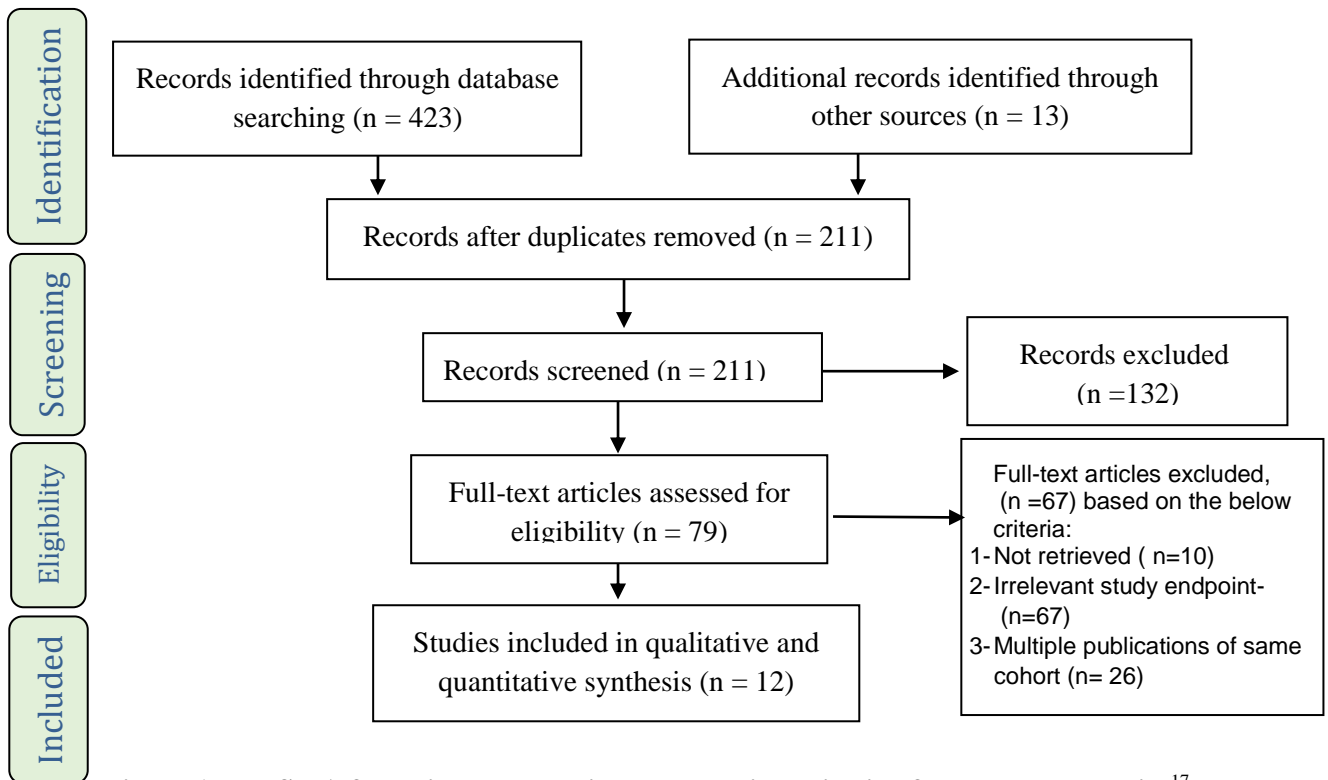 Identification
Records identified through database
searching (n = 423)
Additional records identified through
other sources (n = 13)
Records after duplicates removed (n = 211)
Screening
Records screened (n = 211)
Records excluded
(n =132)
Eligibility
Full-text articles assessed for
eligibility (n = 79)
Full-text articles excluded,
(n =67) based on the below
criteria:
1- Not retrieved ( n=10)
2- Irrelevant study endpoint-
(n=67)
3- Multiple publications of same
cohort (n= 26)
Included
Studies included in qualitative and
quantitative synthesis (n = 12)
17